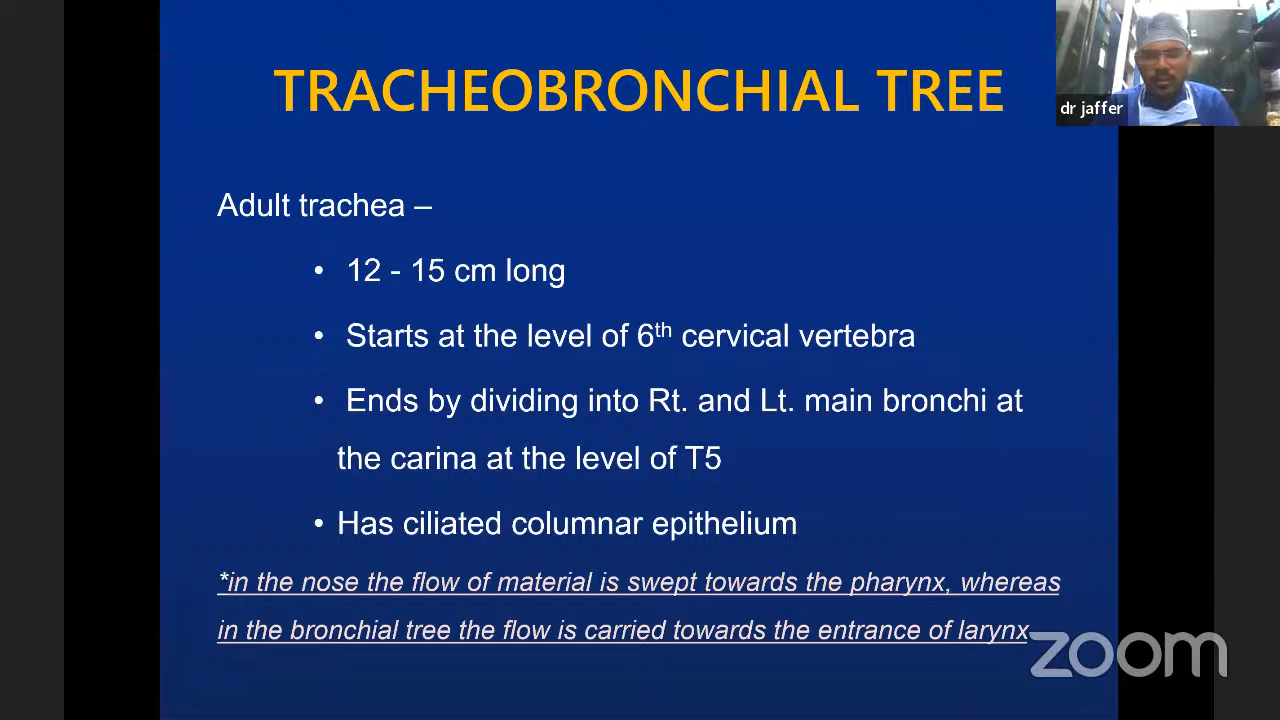 TRACHEOBRONCHIAL TREE
dr jaffer
Adult trachea –
• 12 - 15 cm long
• Starts at the level of 6th cervical vertebra
• Ends by dividing into Rt. and Lt. main bronchi at
the carina at the level of T5
• Has ciliated columnar epithelium
*in the nose the flow of material is swept towards the pharynx, whereas
in the bronchial tree the flow is carried towards the entrance of larynx
zoom